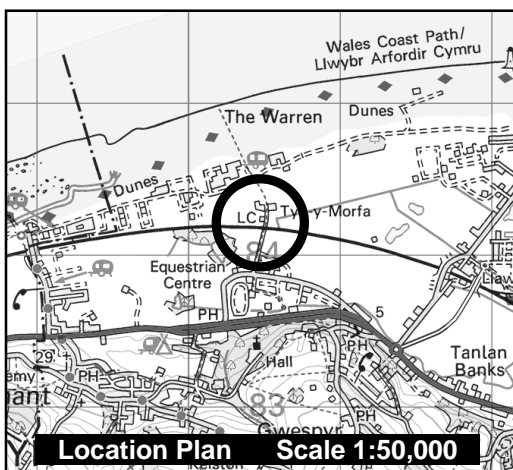 Wales Coast Path/
Llwybr Arfordir Cymru
The Warren
Dunes
Dunes
LC
Ty-y-Morfa
84
Equestrian
Centre
PH
5
Tanlan
Banks
29
PH
Hall
PH
PH
83
Gwespyr
Location Plan Scale 1:50,000